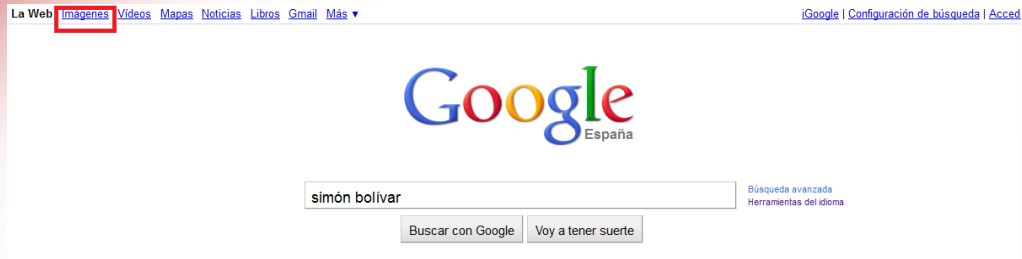 La Web Imágenes Vídeos Mapas Noticias Libros Gmail Más ▼ iGoogle | Configuración de búsqueda | Acced
Google
España
simón bolívar
Búsqueda avanzada
Herramientas del idioma
Buscar con Google Voy a tener suerte